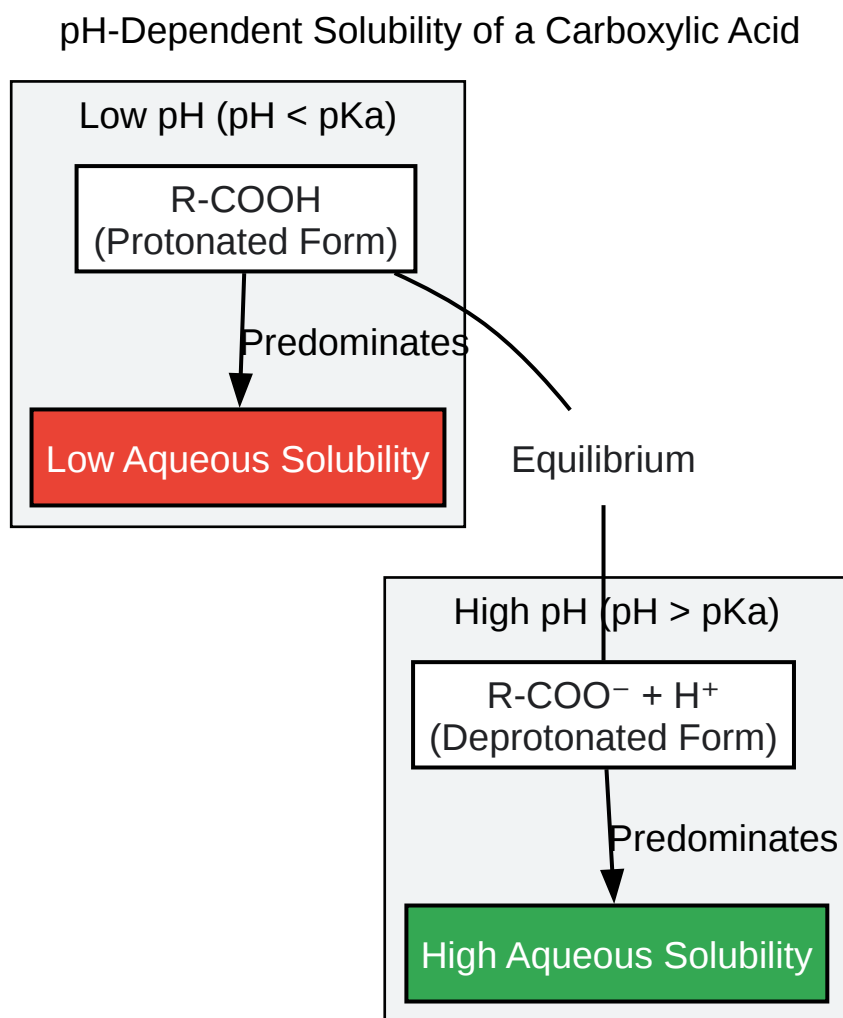 pH-Dependent Solubility of a Carboxylic Acid
Low pH (pH < pKa)
R-COOH
(Protonated Form)
Predominates
Low Aqueous Solubility
Equilibrium
High pH (pH > pKa)
R-COO⁻ + H⁺
(Deprotonated Form)
Predominates
High Aqueous Solubility